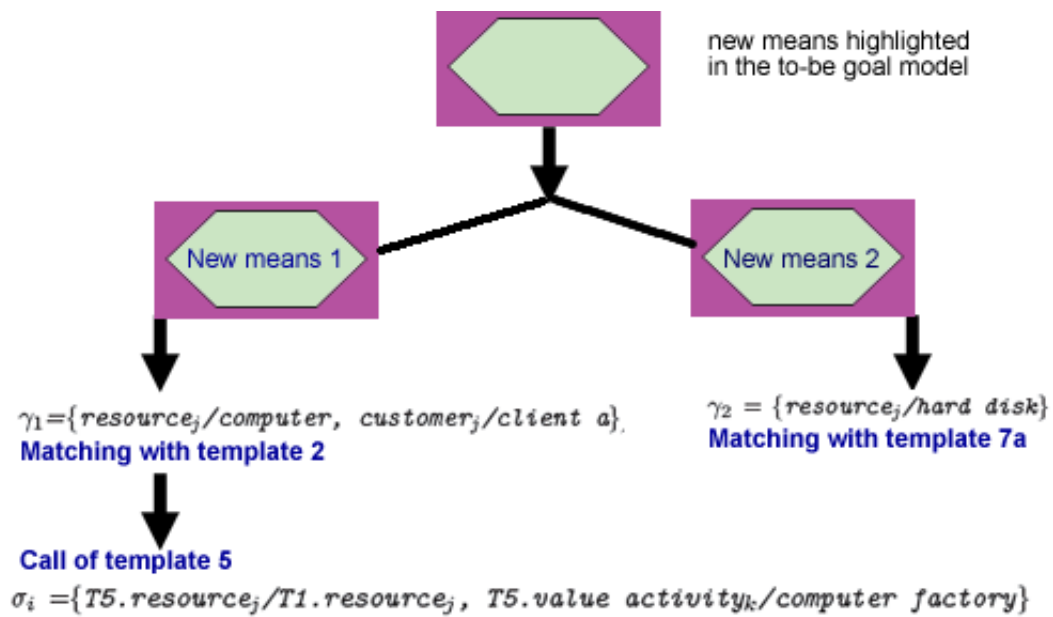 new means highlighted
in the to-be goal model
New means 1
New means 2
γ₁={resourceⱼ/computer, customerⱼ/client a},
Matching with template 2
γ₂ = {resourceⱼ/hard disk}
Matching with template 7a
Call of template 5
σᵢ ={T5.resourceⱼ/T1.resourceⱼ, T5.value activityₖ/computer factory}